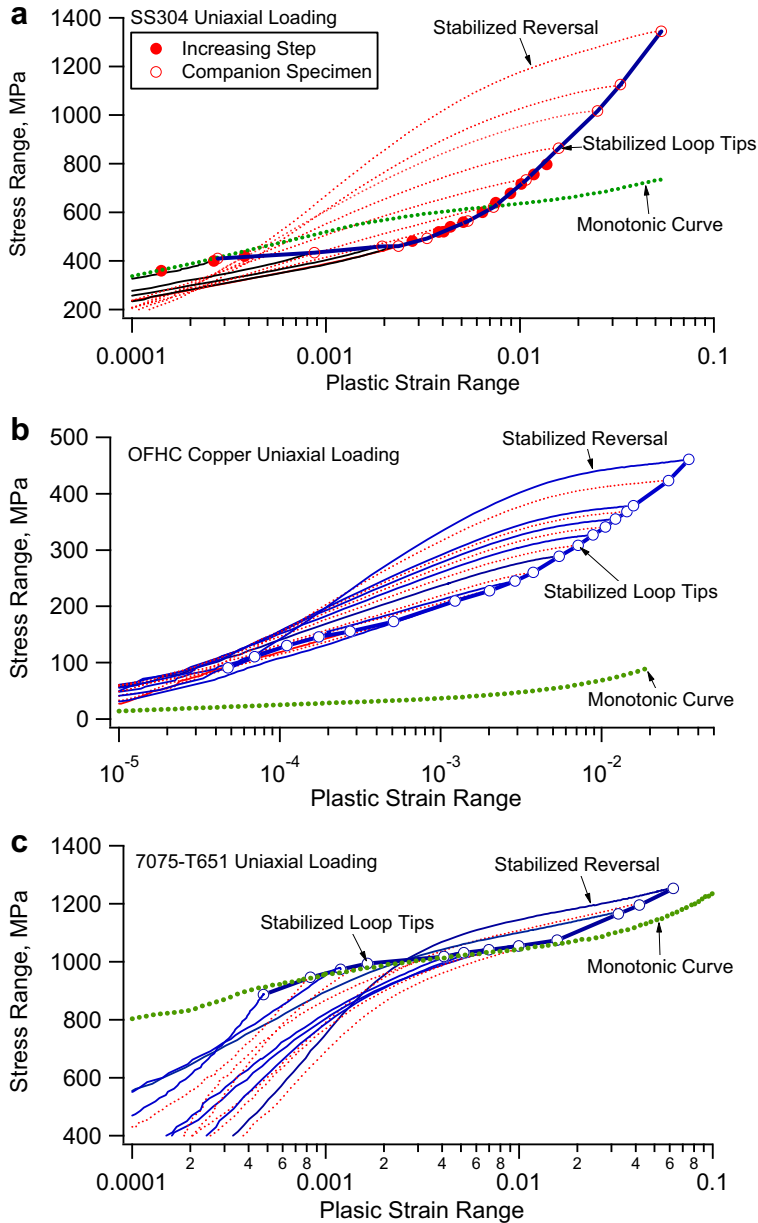 a
SS304 Uniaxial Loading
Increasing Step
Companion Specimen
Stabilized Reversal
Stabilized Loop Tips
Monotonic Curve
Stress Range, MPa
1400
1200
1000
800
600
400
200
0.0001
0.001
0.01
0.1
Plastic Strain Range
b
OFHC Copper Uniaxial Loading
Stabilized Reversal
Stabilized Loop Tips
Monotonic Curve
Stress Range, MPa
500
400
300
200
100
0
10⁻⁵
10⁻⁴
10⁻³
10⁻²
Plastic Strain Range
c
7075-T651 Uniaxial Loading
Stabilized Reversal
Stabilized Loop Tips
Monotonic Curve
Stress Range, MPa
1400
1200
1000
800
600
400
0.0001
2
4
6
8
0.001
2
4
6
8
0.01
2
4
6
8
0.1
Plasic Strain Range